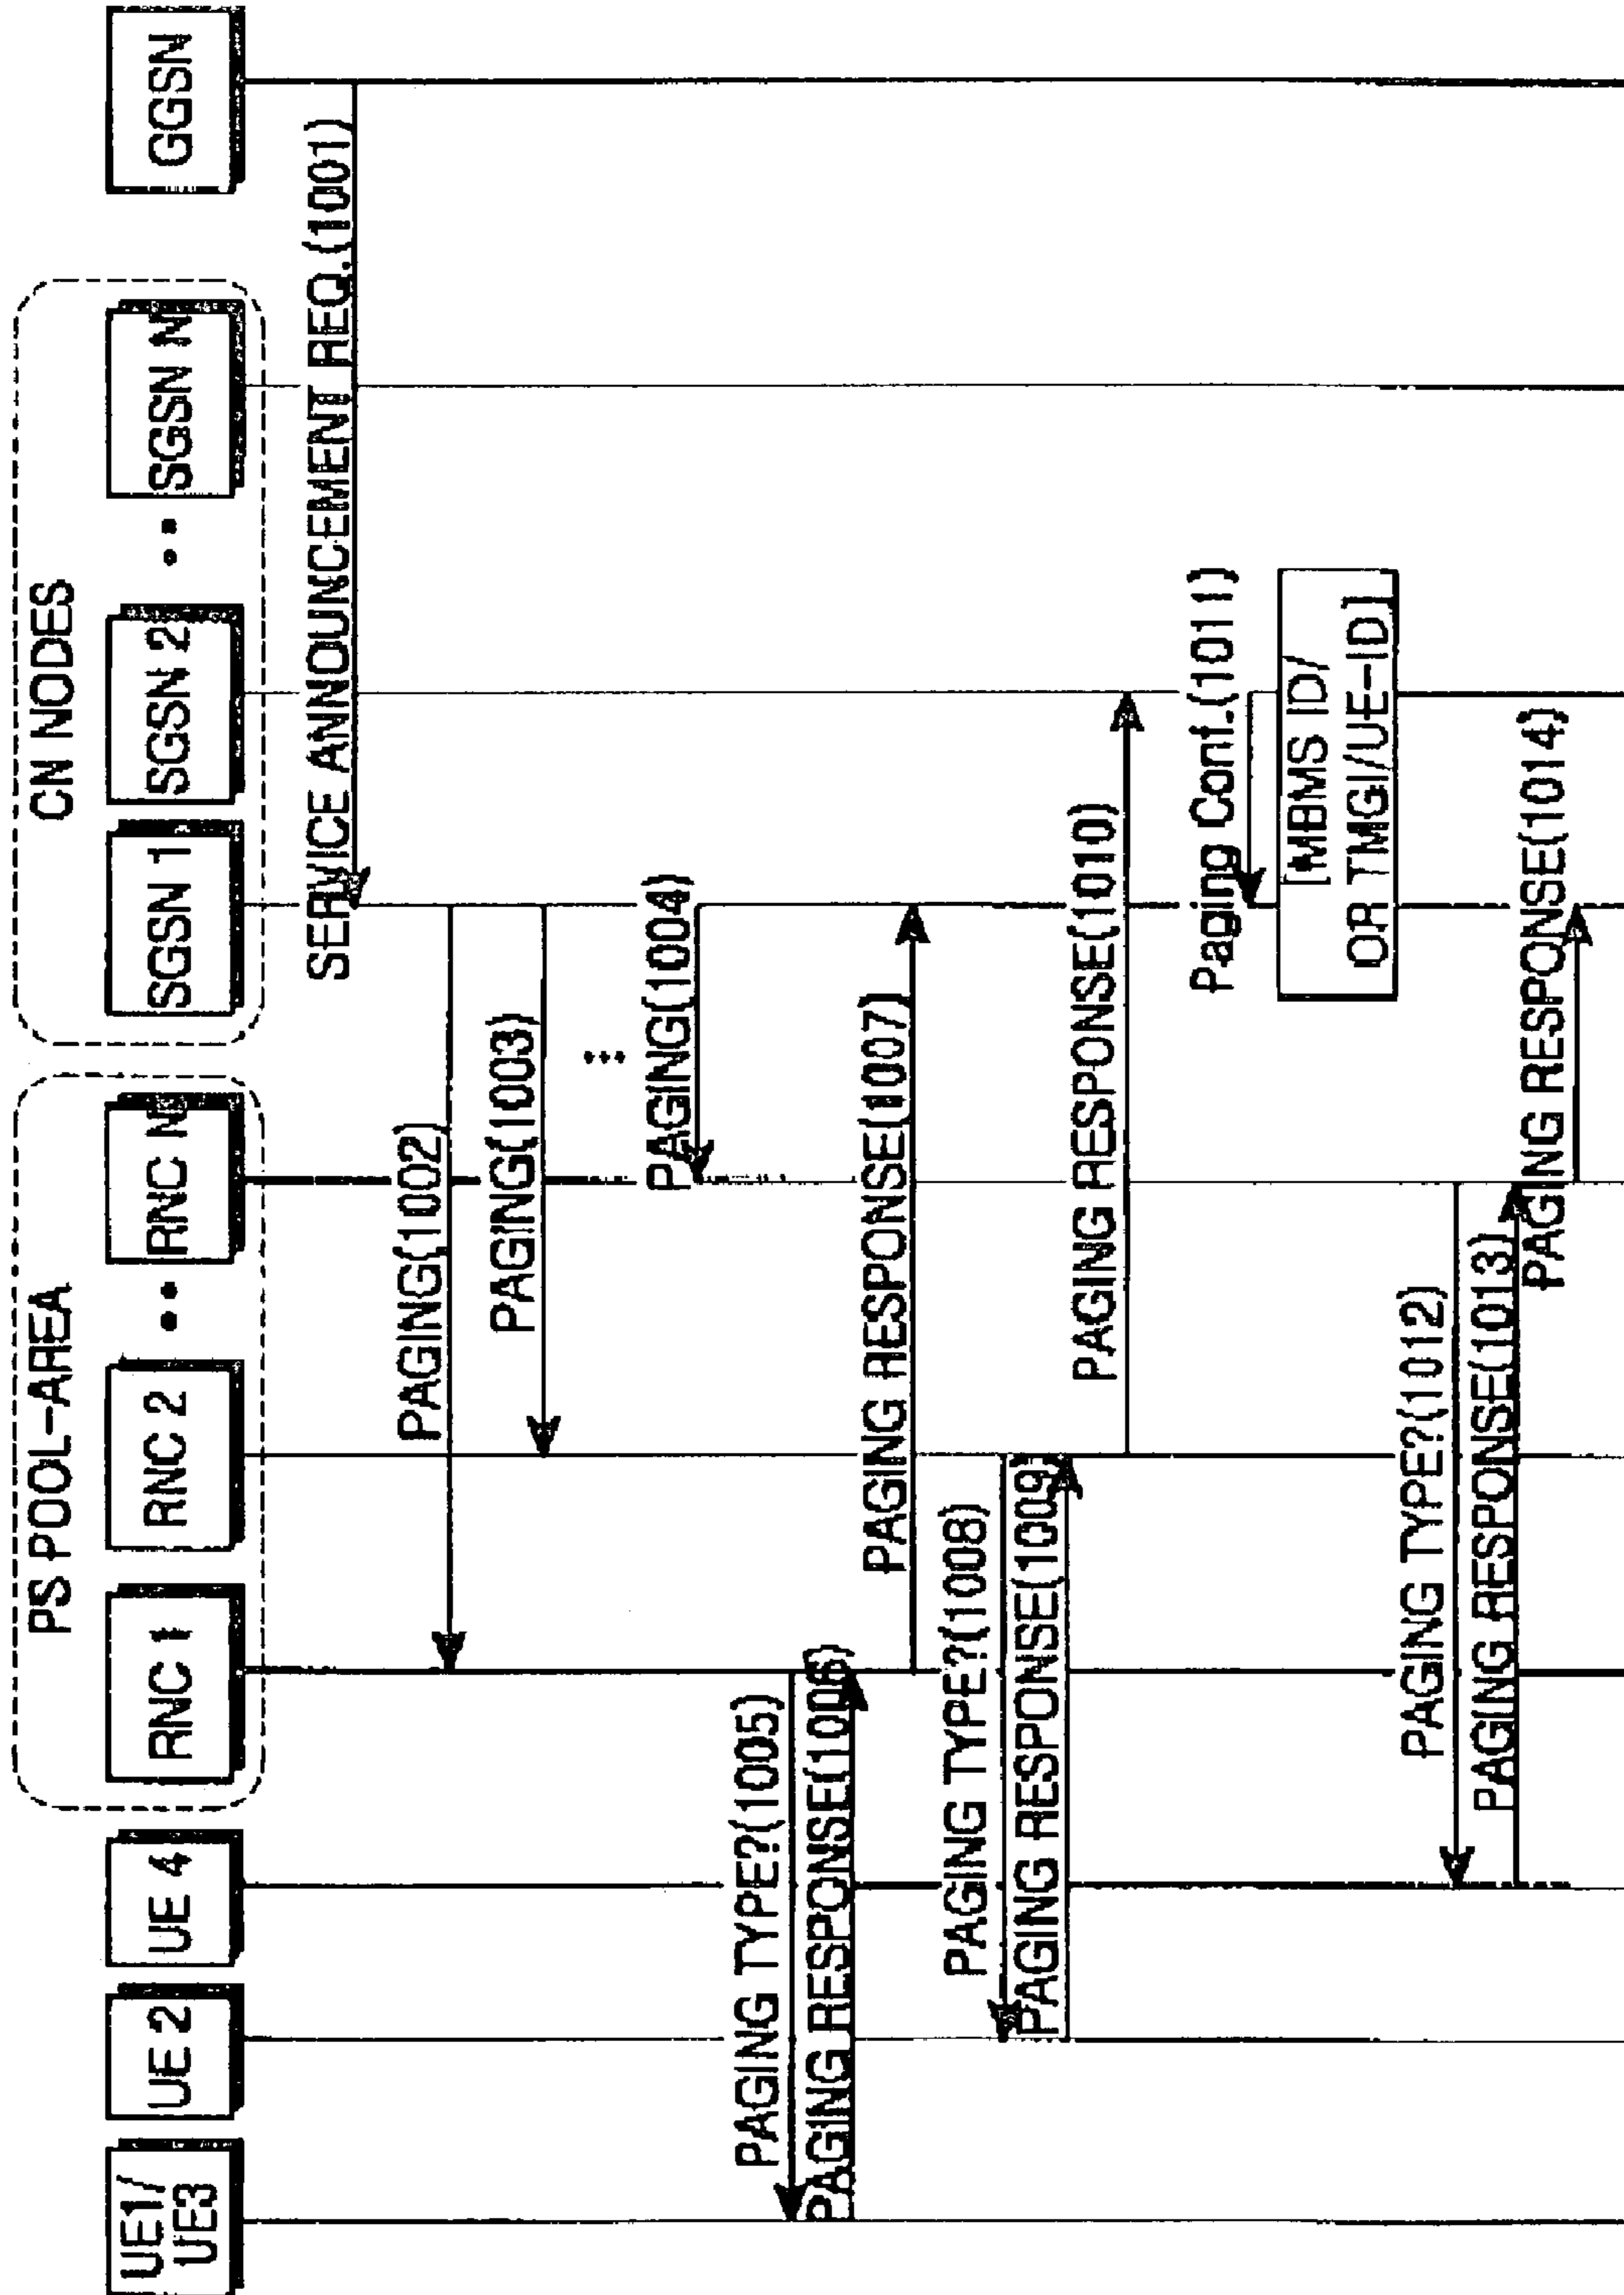 PS POOL-AREA
CN NODES
UE1/
UE3
UE 2
UE 4
RNC 1
RNC 2
••
RNC N
SGSN 1
SGSN 2
••
SGSN N
GGSN
SERVICE ANNOUNCEMENT REQ.(1001)
PAGING(1002)
PAGING(1003)
...
PAGING(1004)
PAGING TYPE?(1005)
PAGING RESPONSE(1006)
PAGING RESPONSE(1007)
PAGING TYPE?(1008)
PAGING RESPONSE(1009)
PAGING RESPONSE(1010)
Paging Conf.(1011)
[MBMS ID/
OR TMGI/UE-ID]
PAGING TYPE?(1012)
PAGING RESPONSE(1013)
PAGING RESPONSE(1014)